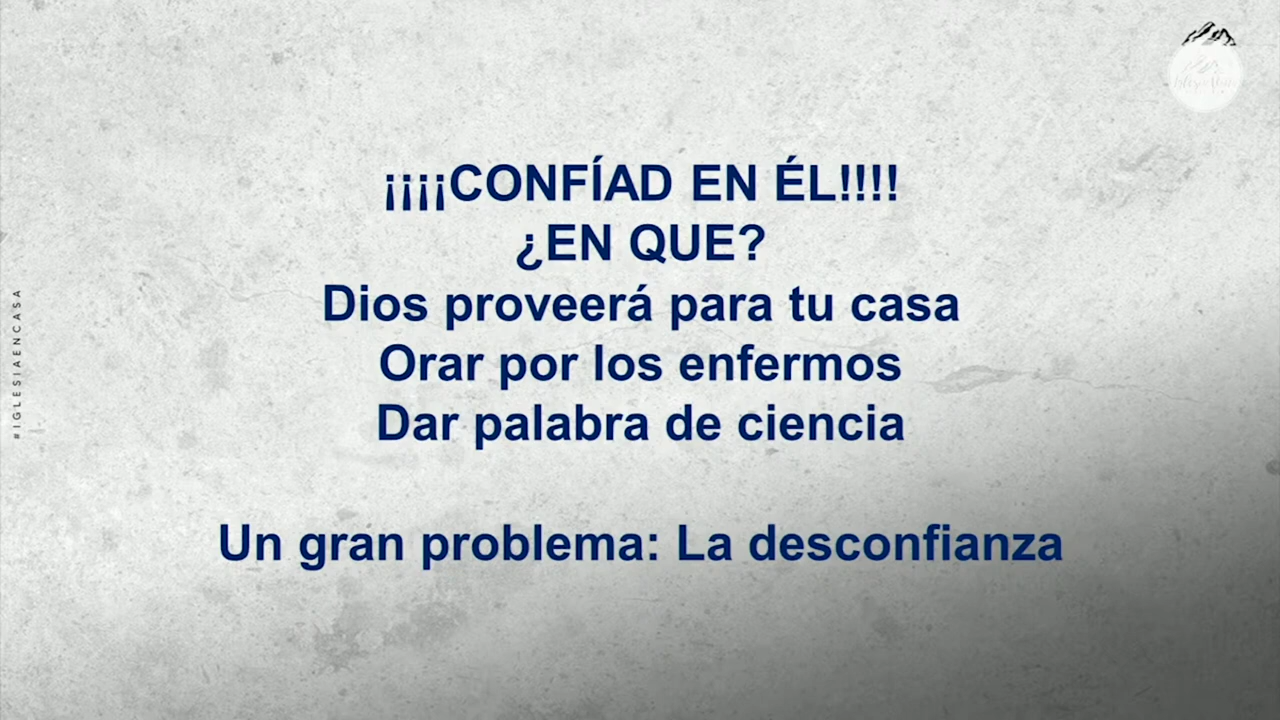 ¡¡¡¡CONFÍAD EN ÉL!!!!
¿EN QUE?
Dios proveerá para tu casa
Orar por los enfermos
Dar palabra de ciencia
Un gran problema: La desconfianza
#IGLESIAENCASA